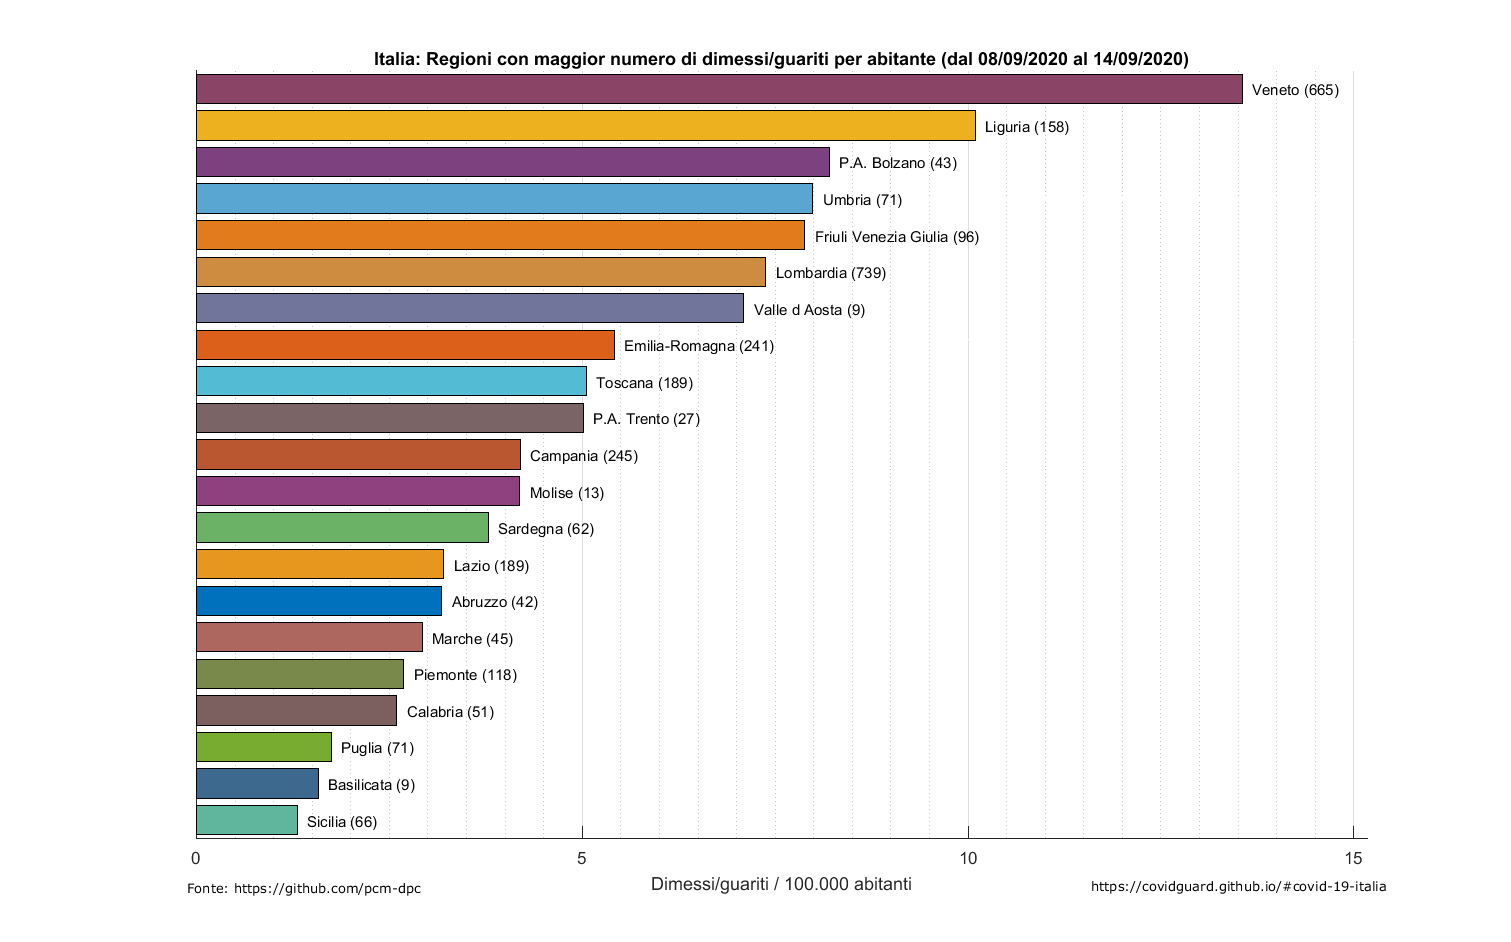 Italia: Regioni con maggior numero di dimessi/guariti per abitante (dal 08/09/2020 al 14/09/2020)
Veneto (665)
Liguria (158)
P.A. Bolzano (43)
Umbria (71)
Friuli Venezia Giulia (96)
Lombardia (739)
Valle d Aosta (9)
Emilia-Romagna (241)
Toscana (189)
P.A. Trento (27)
Campania (245)
Molise (13)
Sardegna (62)
Lazio (189)
Abruzzo (42)
Marche (45)
Piemonte (118)
Calabria (51)
Puglia (71)
Basilicata (9)
Sicilia (66)
0 5 10 15
Dimessi/guariti / 100.000 abitanti
Fonte: https://github.com/pcm-dpc
https://covidguard.github.io/#covid-19-italia